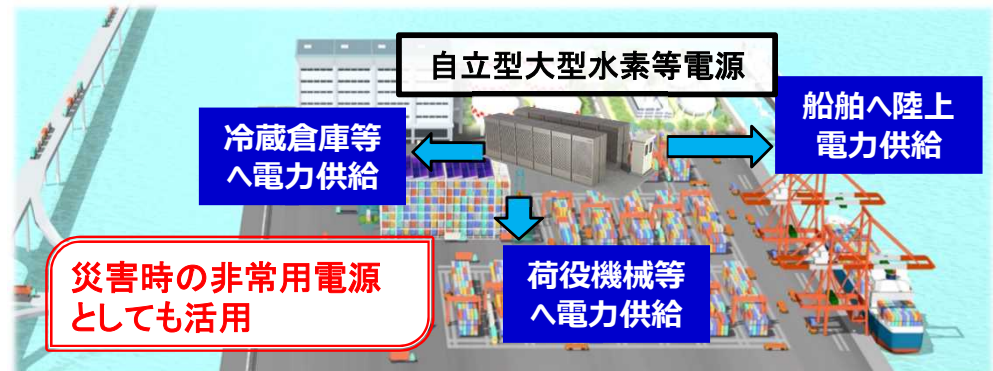 自立型大型水素等電源
冷蔵倉庫等
へ電力供給
船舶へ陸上
電力供給
荷役機械等
へ電力供給
災害時の非常用電源
としても活用